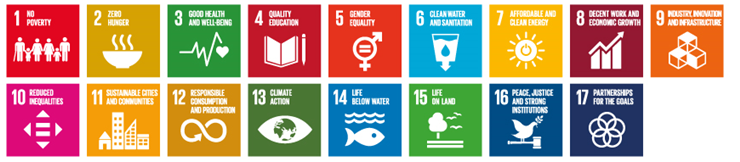 1 NO POVERTY
2 ZERO HUNGER
3 GOOD HEALTH AND WELL-BEING
4 QUALITY EDUCATION
5 GENDER EQUALITY
6 CLEAN WATER AND SANITATION
7 AFFORDABLE AND CLEAN ENERGY
8 DECENT WORK AND ECONOMIC GROWTH
9 INDUSTRY, INNOVATION AND INFRASTRUCTURE
10 REDUCED INEQUALITIES
11 SUSTAINABLE CITIES AND COMMUNITIES
12 RESPONSIBLE CONSUMPTION AND PRODUCTION
13 CLIMATE ACTION
14 LIFE BELOW WATER
15 LIFE ON LAND
16 PEACE, JUSTICE AND STRONG INSTITUTIONS
17 PARTNERSHIPS FOR THE GOALS